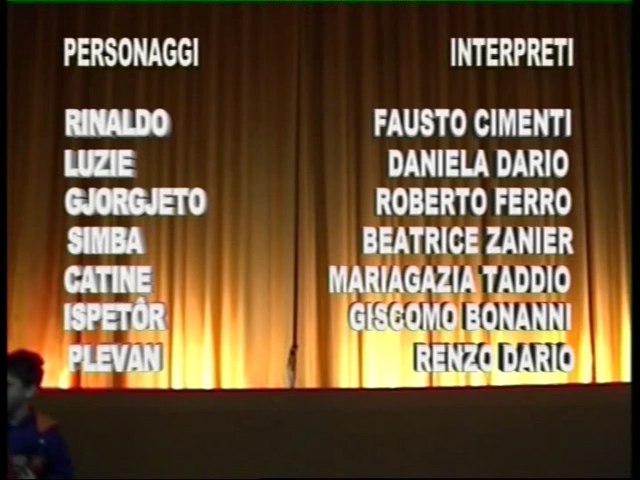 PERSONAGGI INTERPRETI
RINALDO FAUSTO CIMENTI
LUZIE DANIELA DARIO
GJORGJETO ROBERTO FERRO
SIMBA BEATRICE ZANIER
CATINE MARIAGAZIA TADDIO
ISPETÔR GISCOMO BONANNI
PLEVAN RENZO DARIO